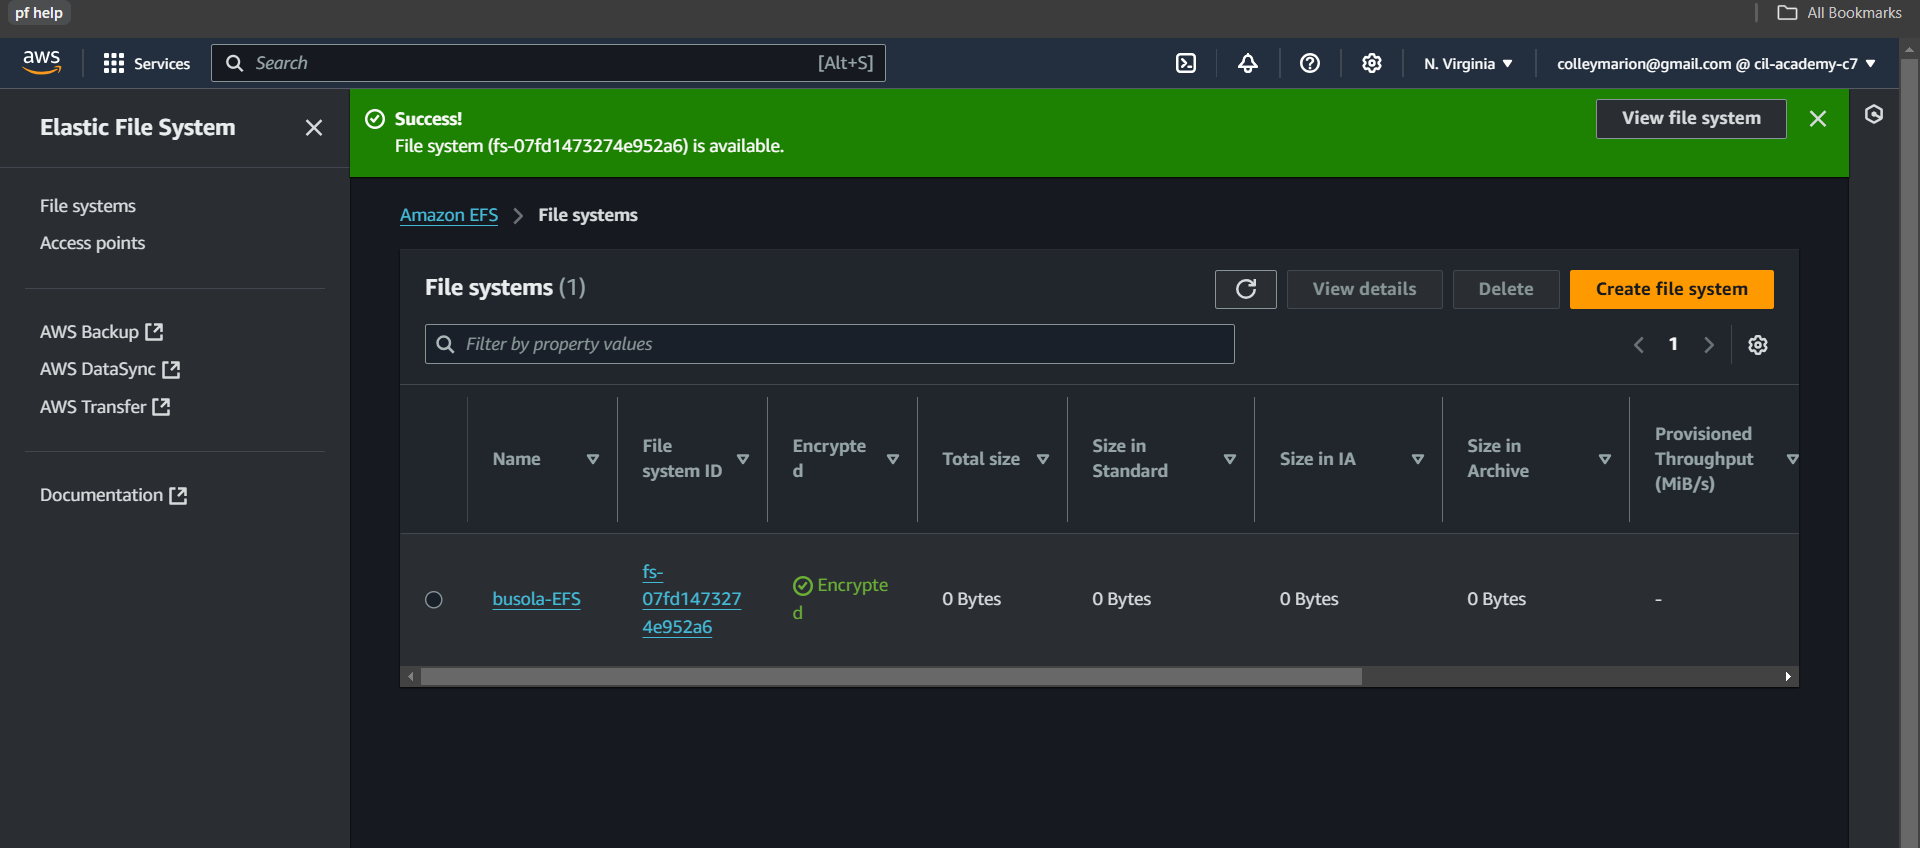 pf help
All Bookmarks
aws
Services
Search
[Alt+S]
N. Virginia
colleymarion@gmail.com @ cil-academy-c7
Elastic File System
File systems
Access points
AWS Backup
AWS DataSync
AWS Transfer
Documentation
Success!
File system (fs-07fd1473274e952a6) is available.
View file system
Amazon EFS
File systems
File systems (1)
View details
Delete
Create file system
Filter by property values
1
Name
File
system ID
Encrypte
d
Total size
Size in
Standard
Size in IA
Size in
Archive
Provisioned
Throughput
(MiB/s)
busola-EFS
fs-
07fd147327
4e952a6
Encrypte
d
0 Bytes
0 Bytes
0 Bytes
0 Bytes
-